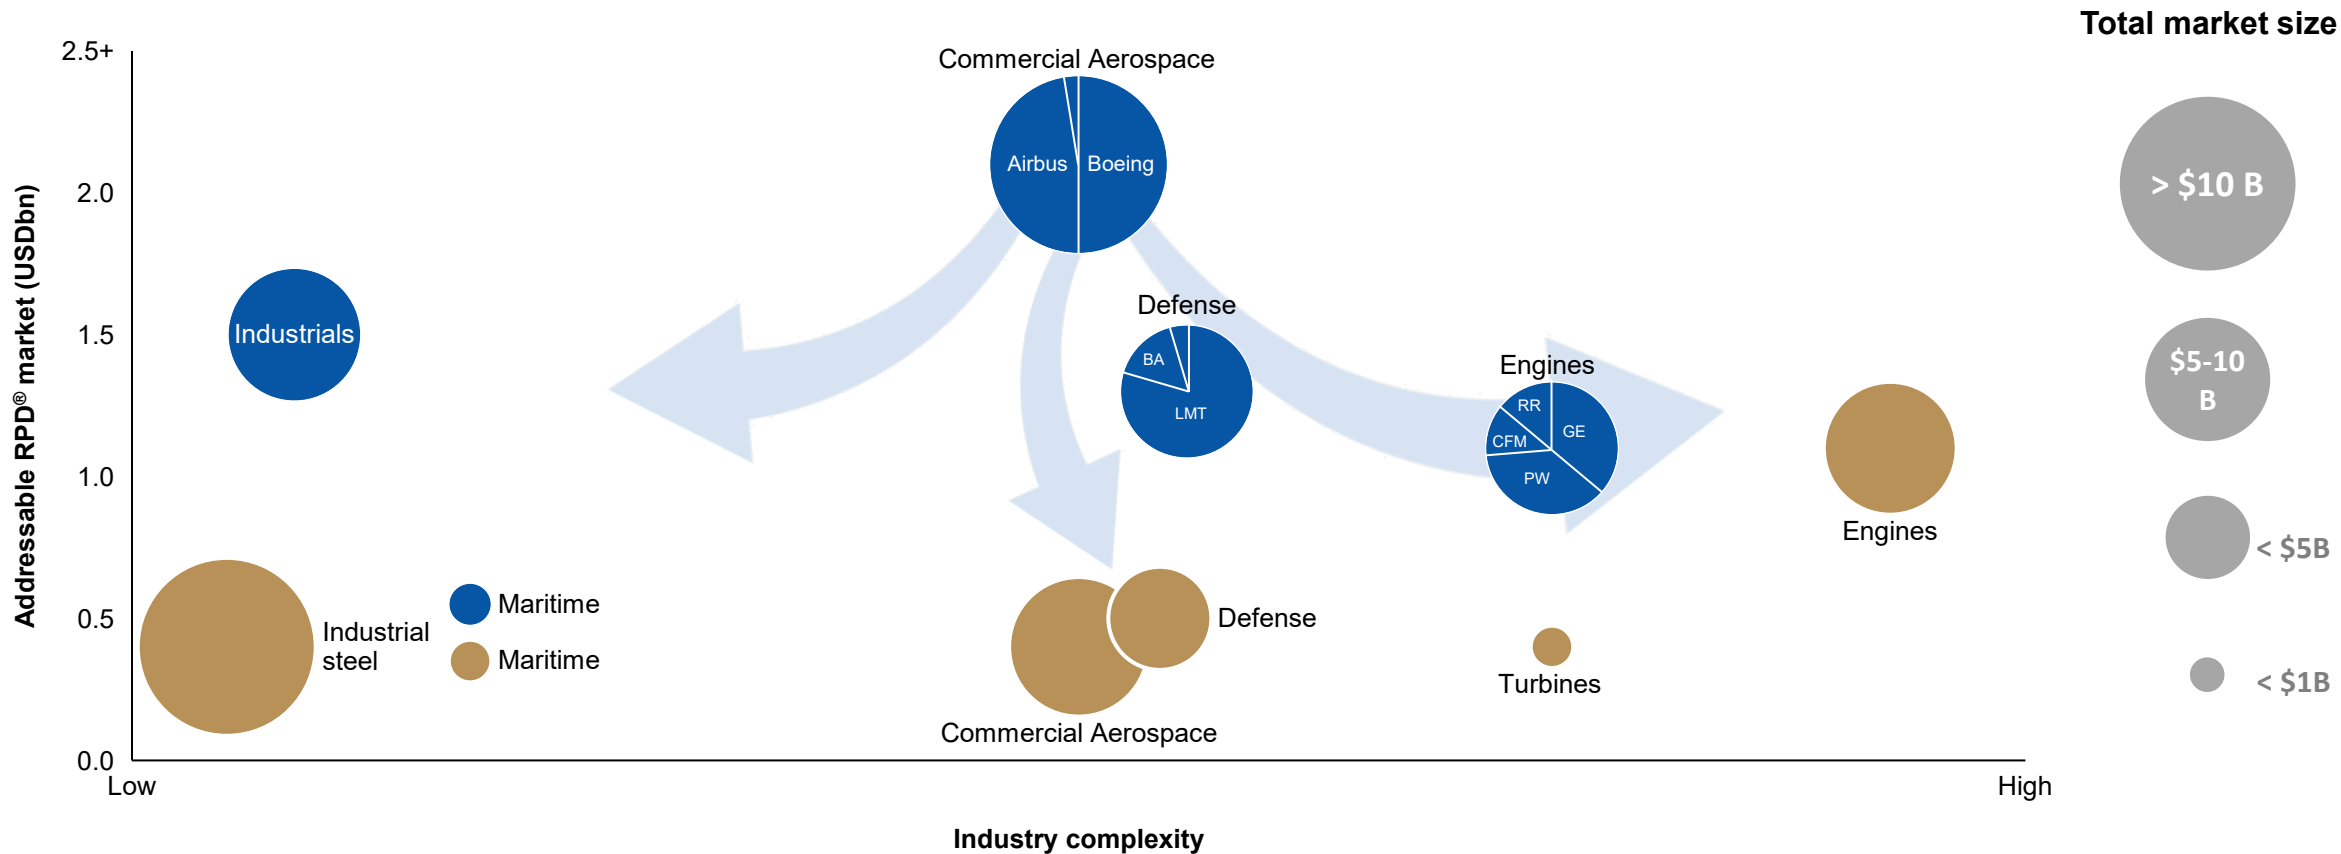 Total market size
2.5+
2.0
1.5
1.0
0.5
0.0
Addressable RPD® market (USDbn)
Low
High
Industry complexity
Commercial Aerospace
Airbus
Boeing
Industrials
Defense
BA
LMT
Engines
RR
GE
CFM
PW
Engines
Industrial
steel
Maritime
Maritime
Defense
Commercial Aerospace
Turbines
> $10 B
$5-10
B
< $5B
< $1B